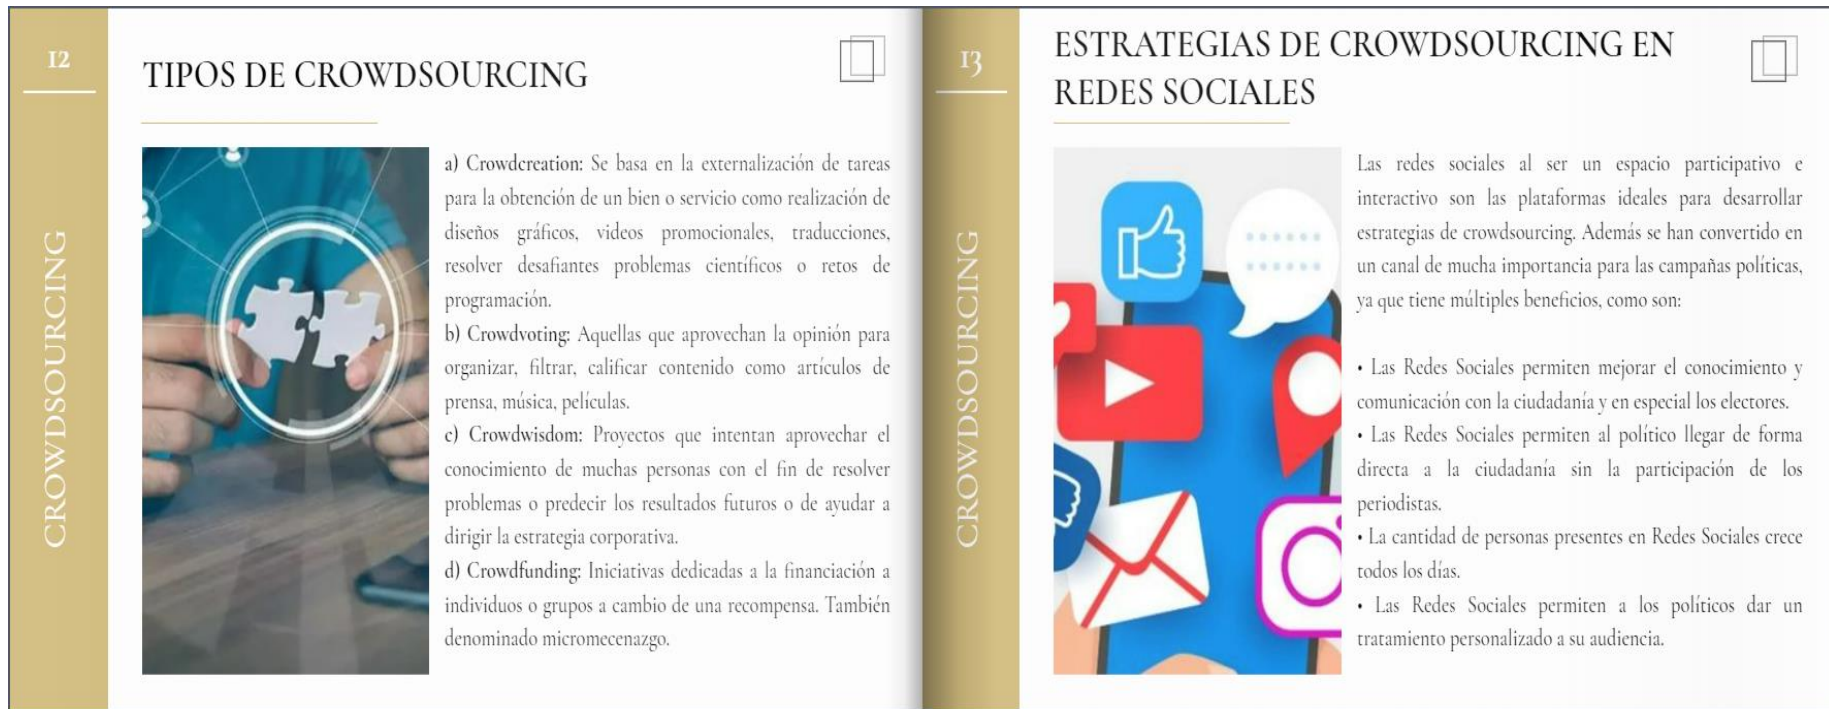 12
TIPOS DE CROWDSOURCING
CROWDSOURCING
a) Crowdcreation: Se basa en la externalización de tareas
para la obtención de un bien o servicio como realización de
diseños gráficos, videos promocionales, traducciones,
resolver desafiantes problemas científicos o retos de
programación.
b) Crowdvoting: Aquellas que aprovechan la opinión para
organizar, filtrar, calificar contenido como artículos de
prensa, música, películas.
c) Crowdwisdom: Proyectos que intentan aprovechar el
conocimiento de muchas personas con el fin de resolver
problemas o predecir los resultados futuros o de ayudar a
dirigir la estrategia corporativa.
d) Crowdfunding: Iniciativas dedicadas a la financiación a
individuos o grupos a cambio de una recompensa. También
denominado micromecenazgo.
13
ESTRATEGIAS DE CROWDSOURCING EN
REDES SOCIALES
CROWDSOURCING
Las redes sociales al ser un espacio participativo e
interactivo son las plataformas ideales para desarrollar
estrategias de crowdsourcing. Además se han convertido en
un canal de mucha importancia para las campañas políticas,
ya que tiene múltiples beneficios, como son:
• Las Redes Sociales permiten mejorar el conocimiento y
comunicación con la ciudadanía y en especial los electores.
• Las Redes Sociales permiten al político llegar de forma
directa a la ciudadanía sin la participación de los
periodistas.
• La cantidad de personas presentes en Redes Sociales crece
todos los días.
• Las Redes Sociales permiten a los políticos dar un
tratamiento personalizado a su audiencia.